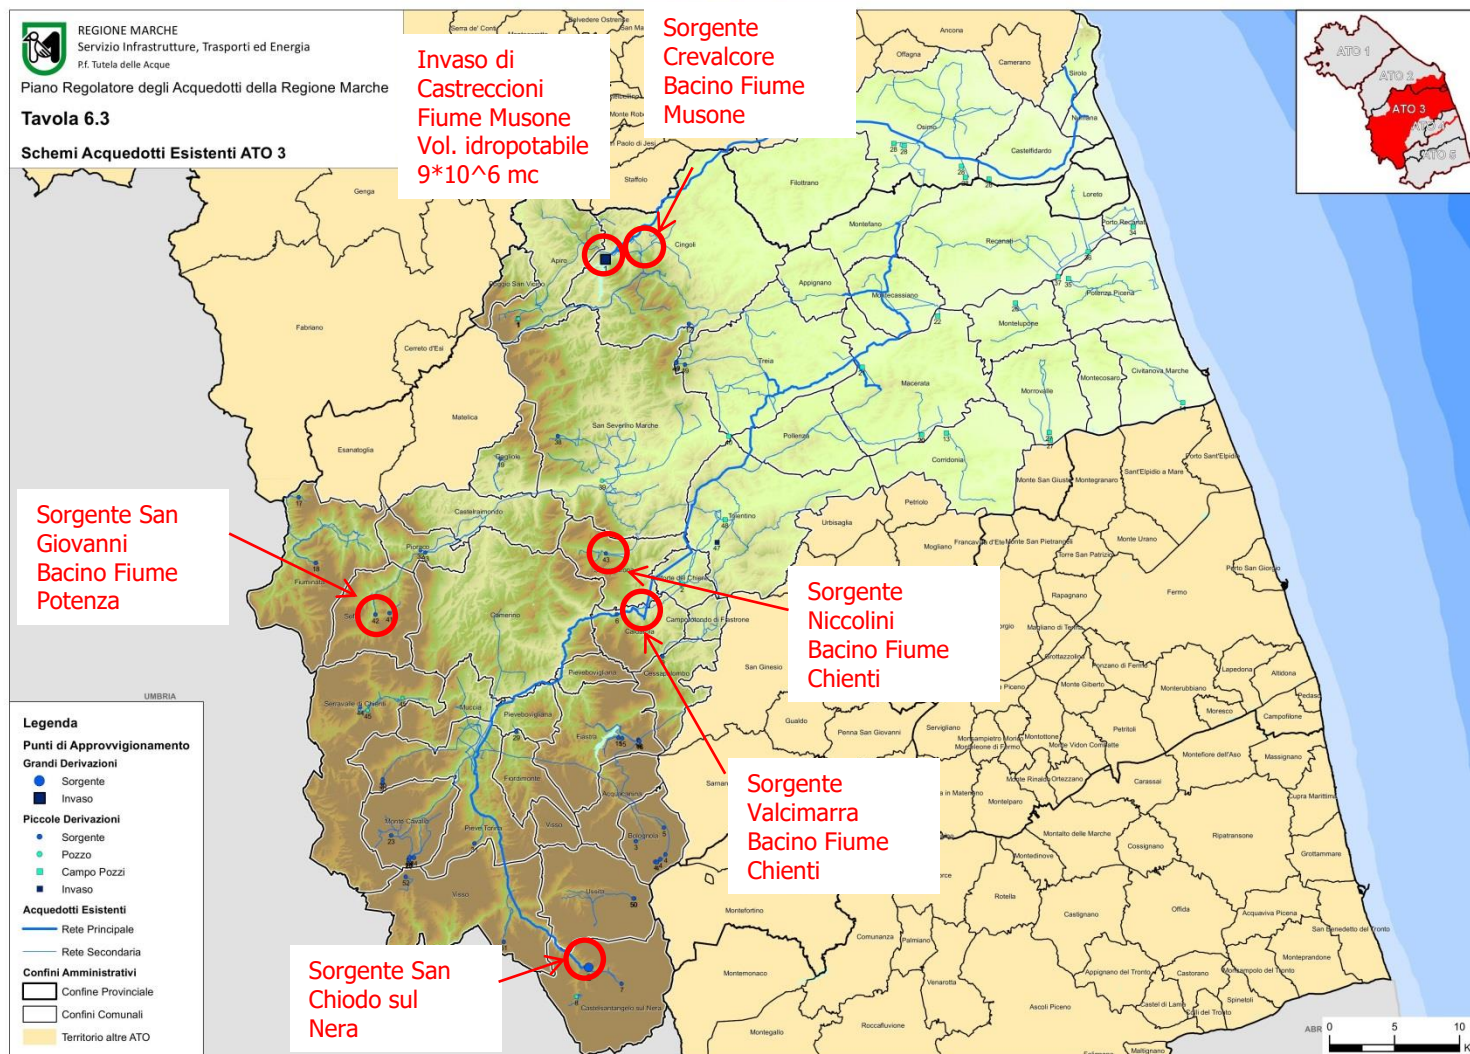 REGIONE MARCHE
Servizio Infrastrutture, Trasporti ed Energia
P.f. Tutela delle Acque
Piano Regolatore degli Acquedotti della Regione Marche
Tavola 6.3
Schemi Acquedotti Esistenti ATO 3
Invaso di
Castreccioni
Fiume Musone
Vol. idropotabile
9*10^6 mc
Sorgente
Crevalcore
Bacino Fiume
Musone
ATO 1
ATO 2
ATO 3
ATO 5
Ancona
Offagna
Camerano
Sirolo
Numana
Osimo
Castelfidardo
Staffolo
Filottrano
Loreto
Genga
Montefano
Porto Recanati
Recanati
Cingoli
Apiro
Poggio San Vicino
Appignano
Montecassiano
Potenza Picena
Fabriano
Cerreto d'Esi
Montelupone
Treia
Macerata
Morrovalle
Montecosaro
Civitanova Marche
Matelica
San Severino Marche
Pollenza
Esanatoglia
Gagliole
Corridonia
Porto Sant'Elpidio
Sant'Elpidio a Mare
Monte San Giusto
Montegranaro
Castelraimondo
Tolentino
Petriolo
Urbisaglia
Mogliano
Monte San Pietrangeli
Monte Urano
Torre San Patrizio
Porto San Giorgio
Sorgente San
Giovanni
Bacino Fiume
Potenza
Pioraco
Fiuminata
Camerino
Rapagnano
Fermo
Sorgente
Niccolini
Bacino Fiume
Chienti
Camporotondo di Fiastrone
Cessapalombo
San Ginesio
Grottazzolina
Ponzano di Fermo
Lapedona
Altidona
Pedaso
Monte Giberto
Monterubbiano
Moresco
Campofilone
Petritoli
UMBRIA
Serravalle di Chienti
Muccia
Pievebovigliana
Pievebovigliana
Fiastra
Gualdo
Penna San Giovanni
Servigliano
Montottone
Monte Vidon Combatte
Montefiore dell'Aso
Massignano
Fiordimonte
Acquacanina
Monte Rinaldo
Ortezzano
Carassai
Cupra Marittima
Montelparo
Sorgente
Valcimarra
Bacino Fiume
Chienti
Monte Cavallo
Pieve Torina
Visso
Bolognola
Montalto delle Marche
Ripatransone
Cossignano
Montedinove
Grottammare
Visso
Ussita
Rotella
Montefortino
Castignano
Offida
Acquaviva Picena
San Benedetto del Tronto
Comunanza
Palmiano
Monteprandone
Monsampolo del Tronto
Montemonaco
Appignano del Tronto
Castorano
Venarotta
Castel di Lama
Spinetoli
Colli del Tronto
Ascoli Piceno
Sorgente San
Chiodo sul
Nera
Castelsantangelo sul Nera
Montegallo
Roccafluvione
Maltignano
Legenda
Punti di Approvvigionamento
Grandi Derivazioni
Sorgente
Invaso
Piccole Derivazioni
Sorgente
Pozzo
Campo Pozzi
Invaso
Acquedotti Esistenti
Rete Principale
Rete Secondaria
Confini Amministrativi
Confine Provinciale
Confini Comunali
Territorio altre ATO
0 5 10